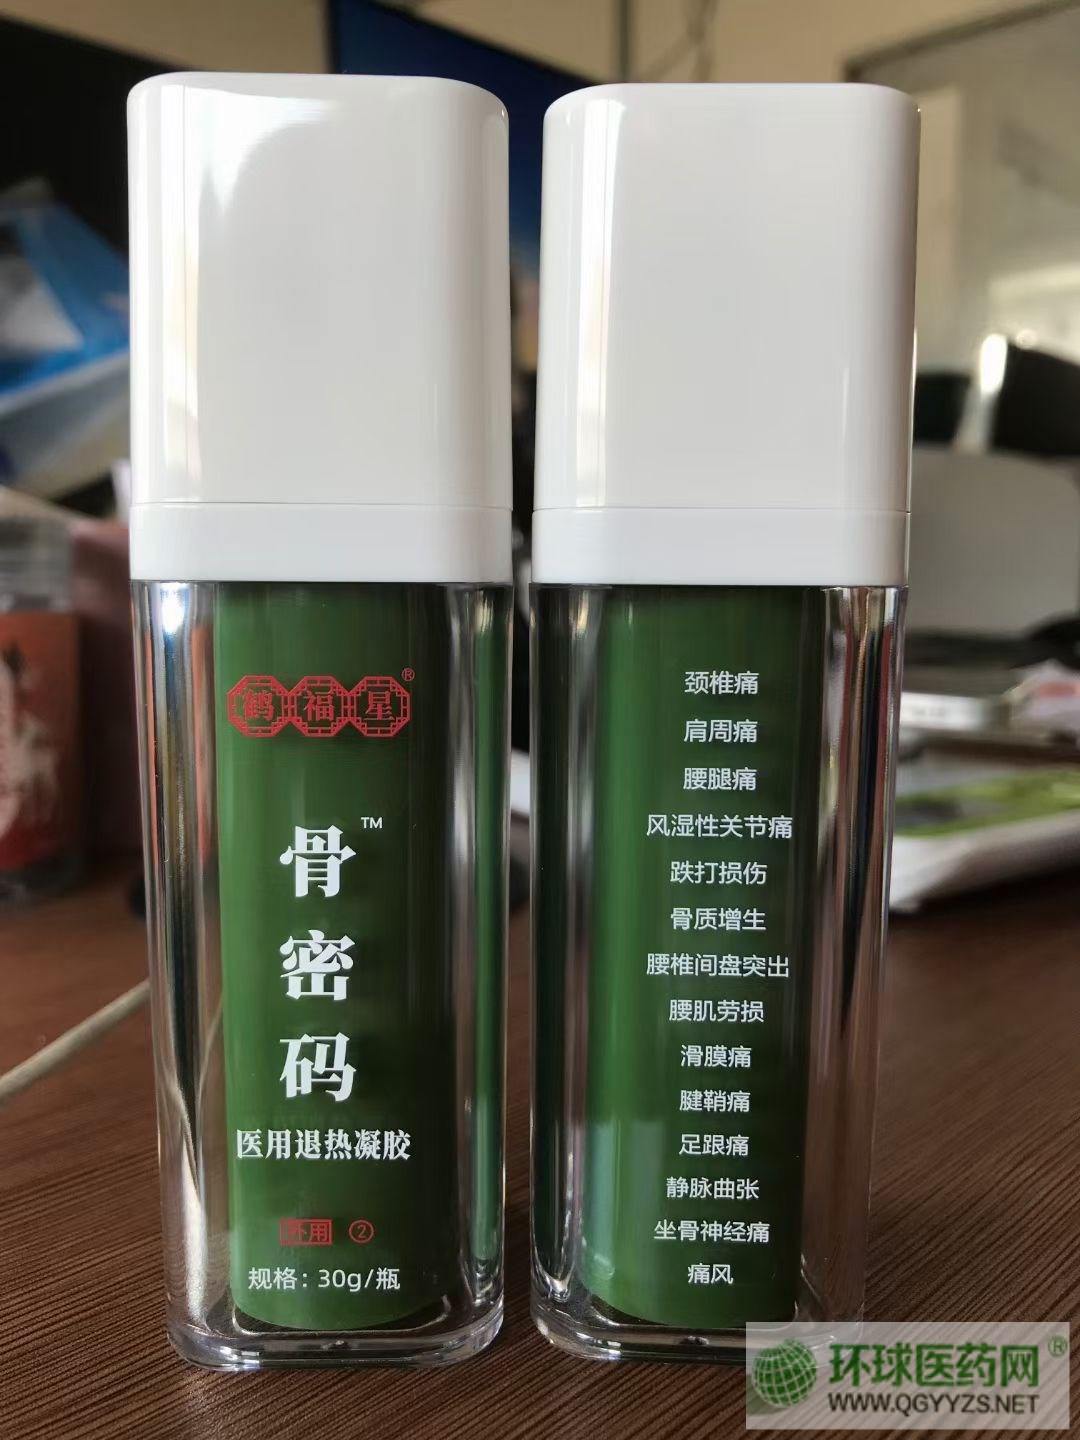 鹤福星®
骨™
密
码
医用退热凝胶
外用 ②
规格：30g/瓶
颈椎痛
肩周痛
腰腿痛
风湿性关节痛
跌打损伤
骨质增生
腰椎间盘突出
腰肌劳损
滑膜痛
腱鞘痛
足跟痛
静脉曲张
坐骨神经痛
痛风
环球医药网®
WWW.QGYYZS.NET